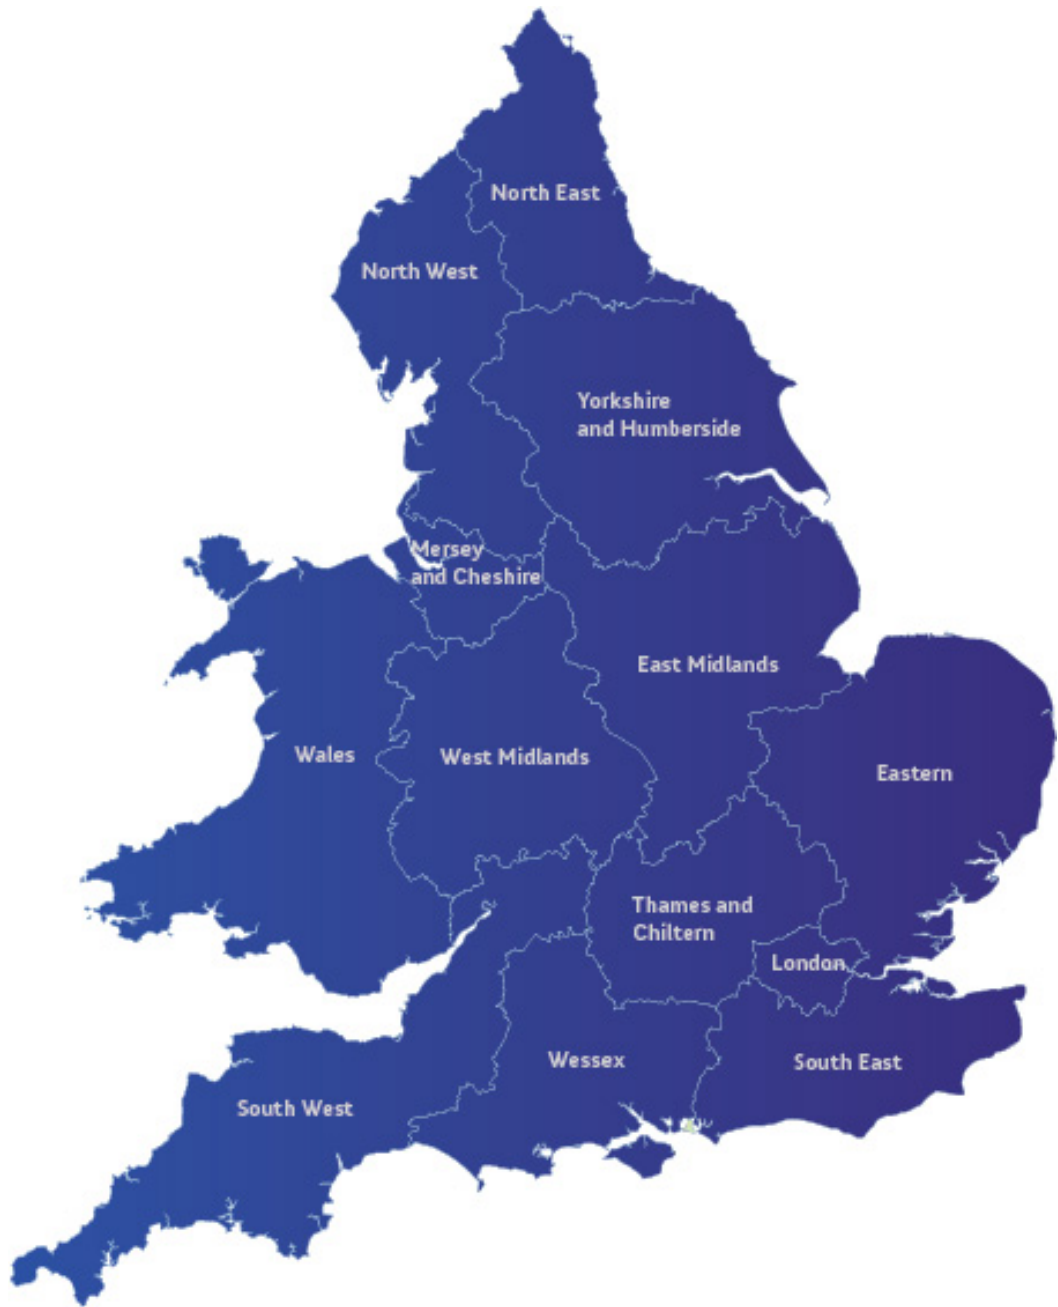 North East
North West
Yorkshire
and Humberside
Mersey
and Cheshire
East Midlands
Wales
West Midlands
Eastern
Thames and
Chiltern
London
Wessex
South East
South West